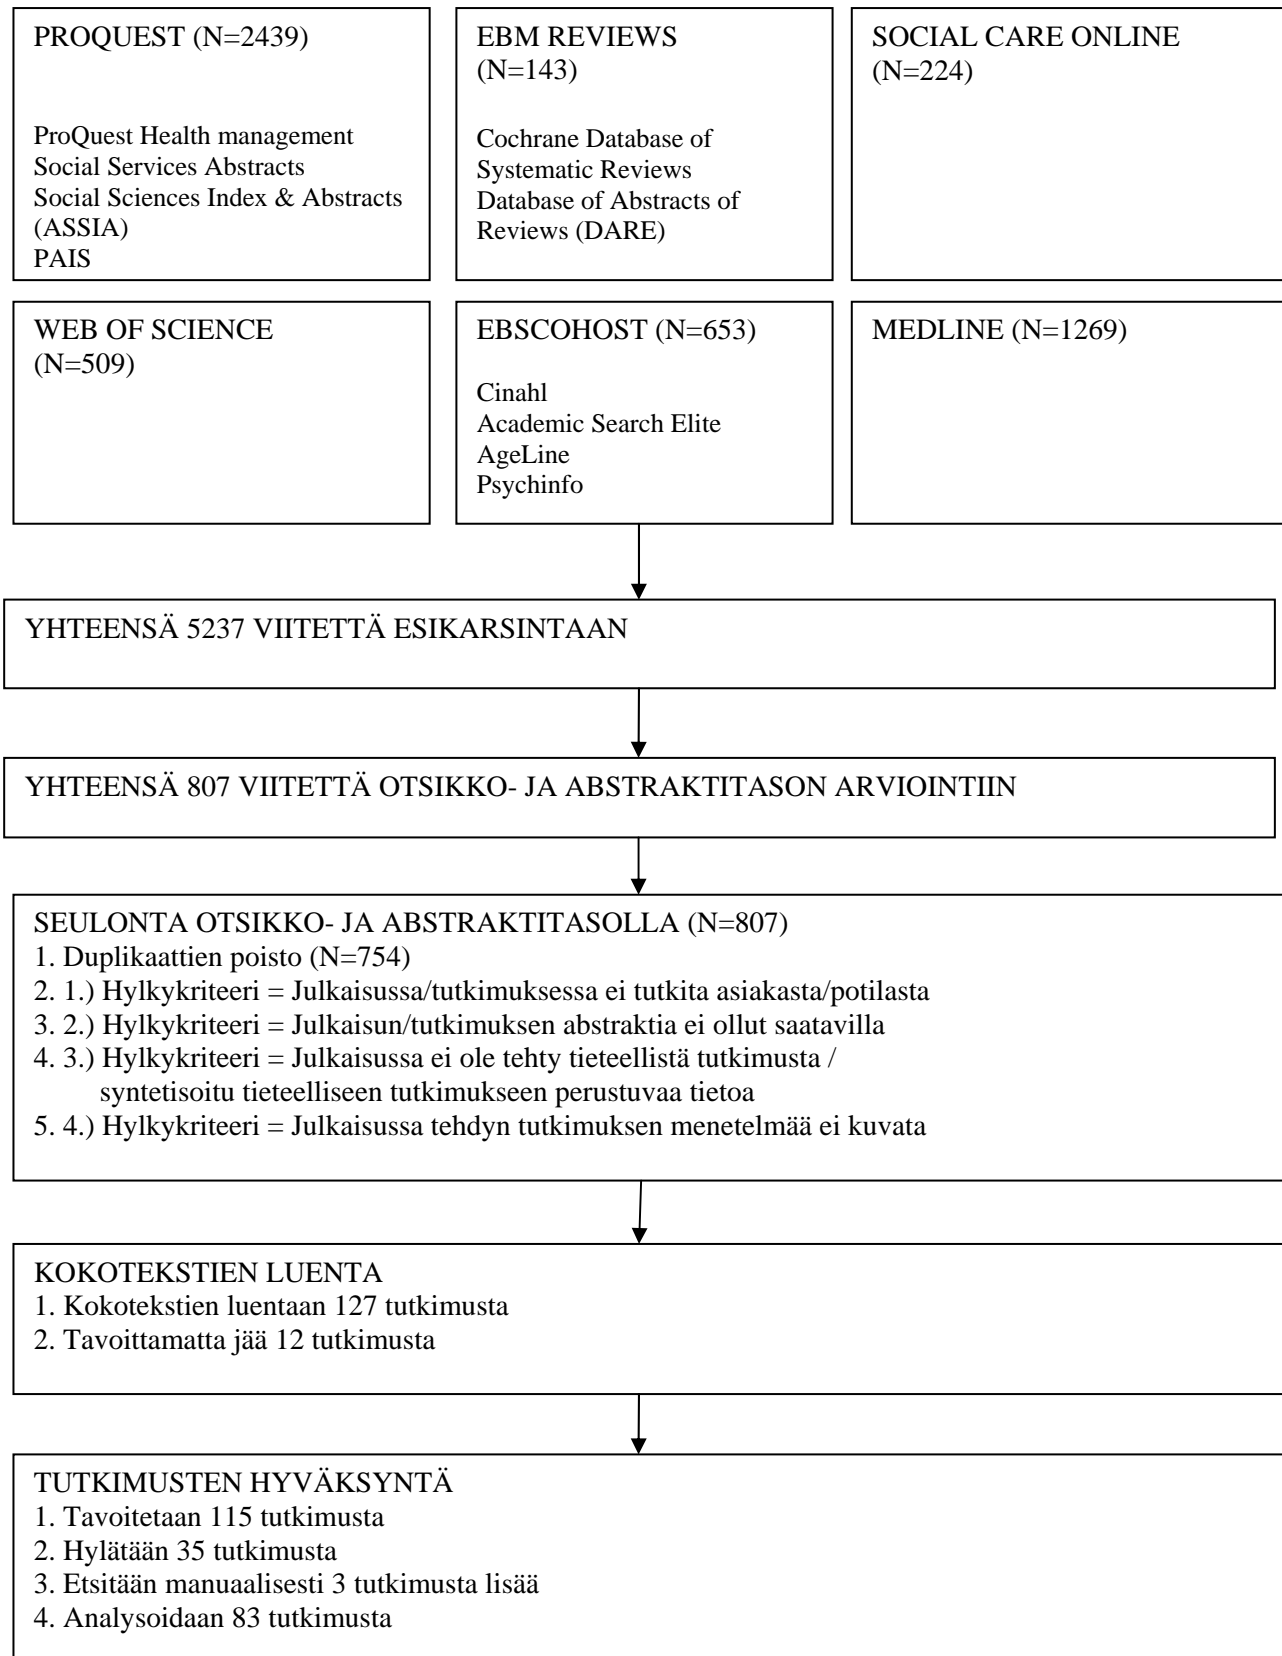 PROQUEST (N=2439)
ProQuest Health management
Social Services Abstracts
Social Sciences Index & Abstracts
(ASSIA)
PAIS
EBM REVIEWS
(N=143)
Cochrane Database of
Systematic Reviews
Database of Abstracts of
Reviews (DARE)
SOCIAL CARE ONLINE
(N=224)
WEB OF SCIENCE
(N=509)
EBSCOHOST (N=653)
Cinahl
Academic Search Elite
AgeLine
Psychinfo
MEDLINE (N=1269)
YHTEENSÄ 5237 VIITETTÄ ESIKARSINTAAN
YHTEENSÄ 807 VIITETTÄ OTSIKKO- JA ABSTRAKTITASON ARVIOINTIIN
SEULONTA OTSIKKO- JA ABSTRAKTITASOLLA (N=807)
1. Duplikaattien poisto (N=754)
2. 1.) Hylkykriteeri = Julkaisussa/tutkimuksessa ei tutkita asiakasta/potilasta
3. 2.) Hylkykriteeri = Julkaisun/tutkimuksen abstraktia ei ollut saatavilla
4. 3.) Hylkykriteeri = Julkaisussa ei ole tehty tieteellistä tutkimusta /
syntetisoitu tieteelliseen tutkimukseen perustuvaa tietoa
5. 4.) Hylkykriteeri = Julkaisussa tehdyn tutkimuksen menetelmää ei kuvata
KOKOTEKSTIEN LUENTA
1. Kokotekstien luentaan 127 tutkimusta
2. Tavoittamatta jää 12 tutkimusta
TUTKIMUSTEN HYVÄKSYNTÄ
1. Tavoitetaan 115 tutkimusta
2. Hylätään 35 tutkimusta
3. Etsitään manuaalisesti 3 tutkimusta lisää
4. Analysoidaan 83 tutkimusta